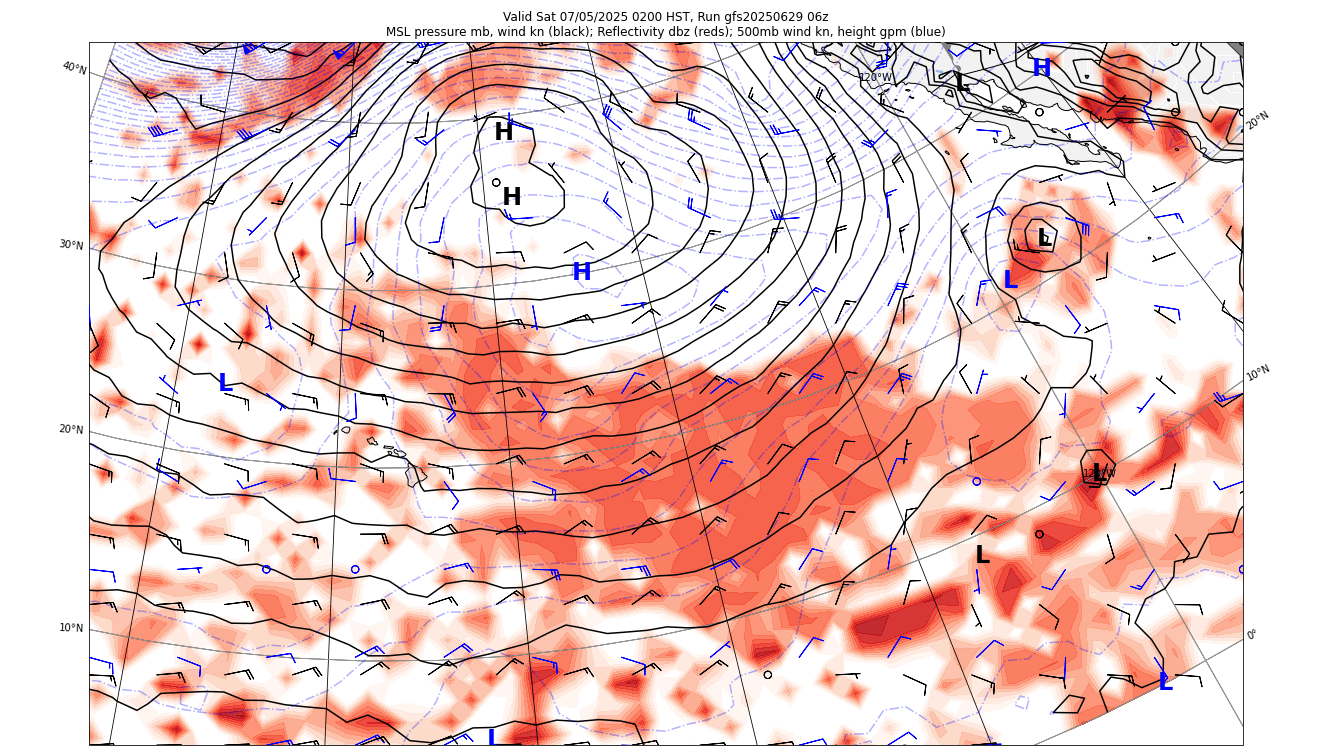 Valid Sat 07/05/2025 0200 HST, Run gfs20250629 06z
MSL pressure mb, wind kn (black); Reflectivity dbz (reds); 500mb wind kn, height gpm (blue)
40°N
120°W
L
H
20°N
H
H
30°N
L
H
L
10°N
L
20°N
120°W
L
L
10°N
0°
L
L